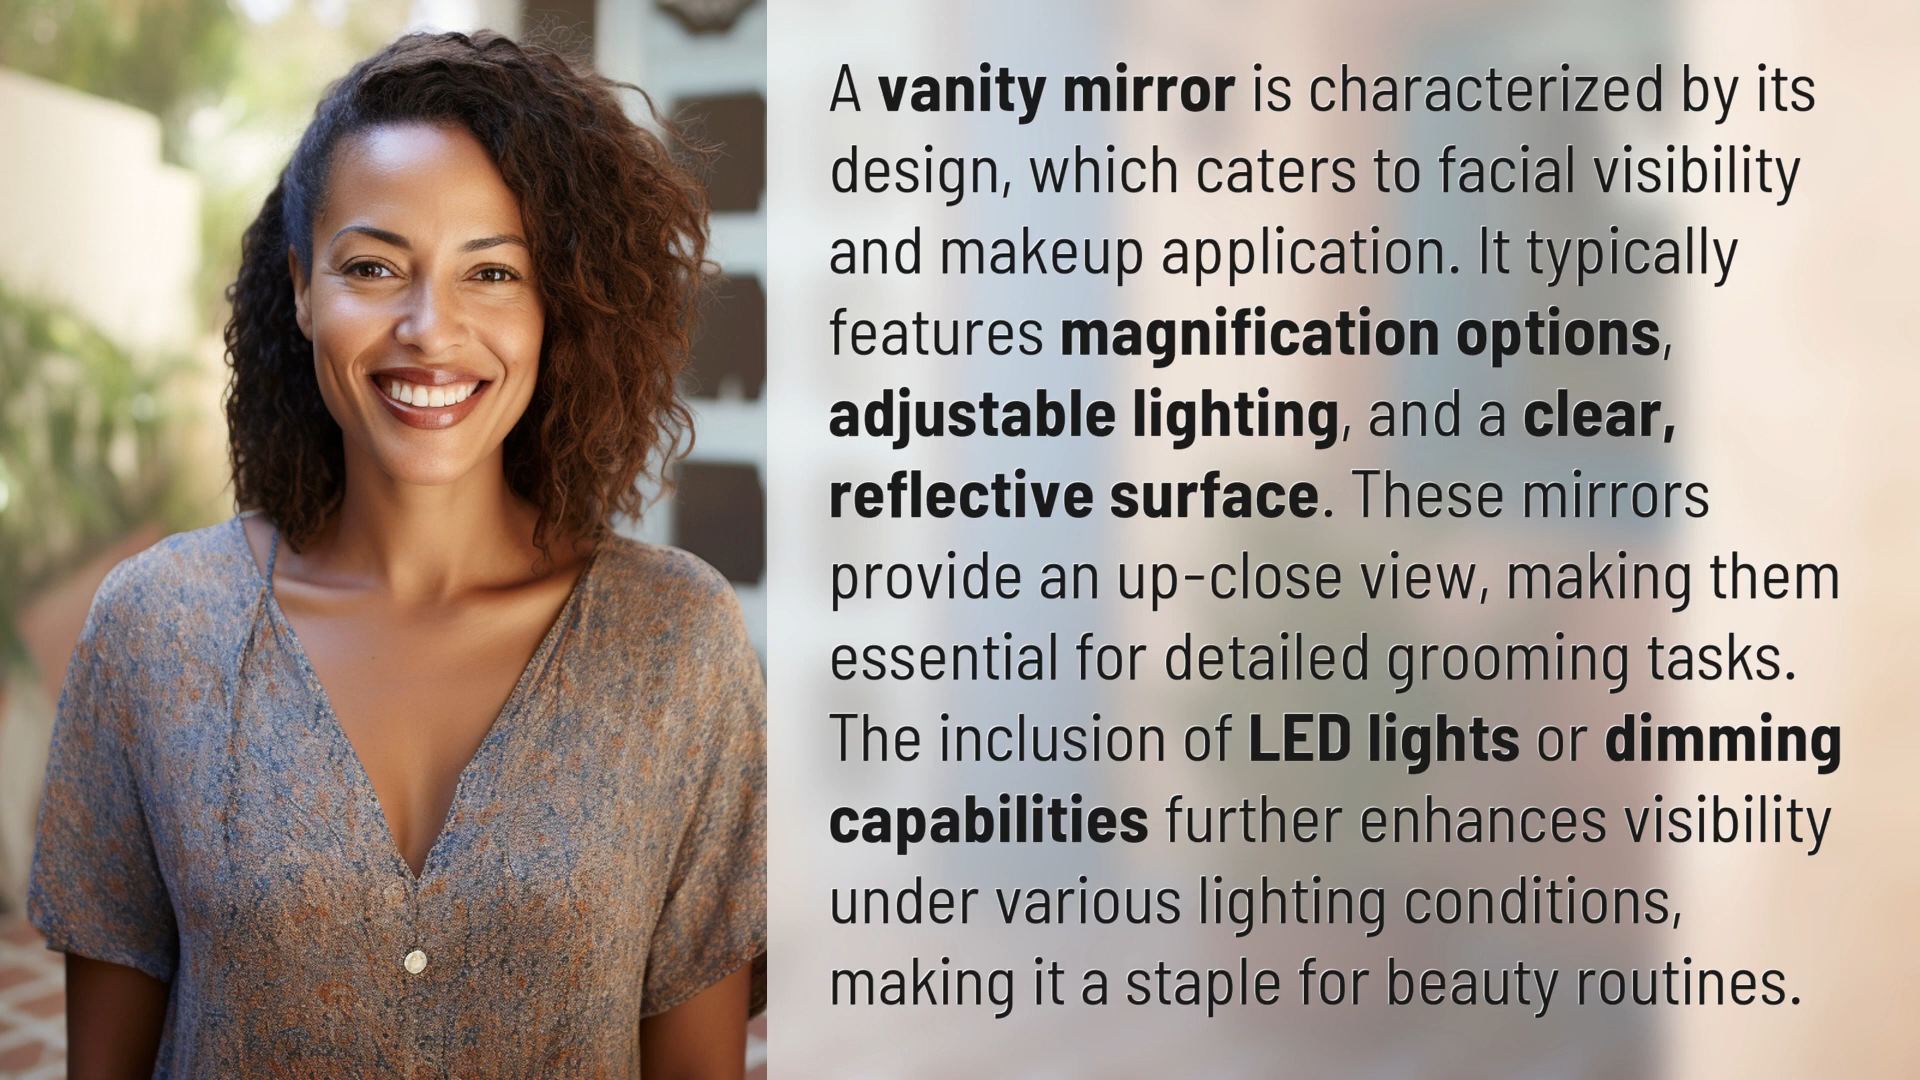 A vanity mirror is characterized by its
design, which caters to facial visibility
and makeup application. It typically
features magnification options,
adjustable lighting, and a clear,
reflective surface. These mirrors
provide an up-close view, making them
essential for detailed grooming tasks.
The inclusion of LED lights or dimming
capabilities further enhances visibility
under various lighting conditions,
making it a staple for beauty routines.